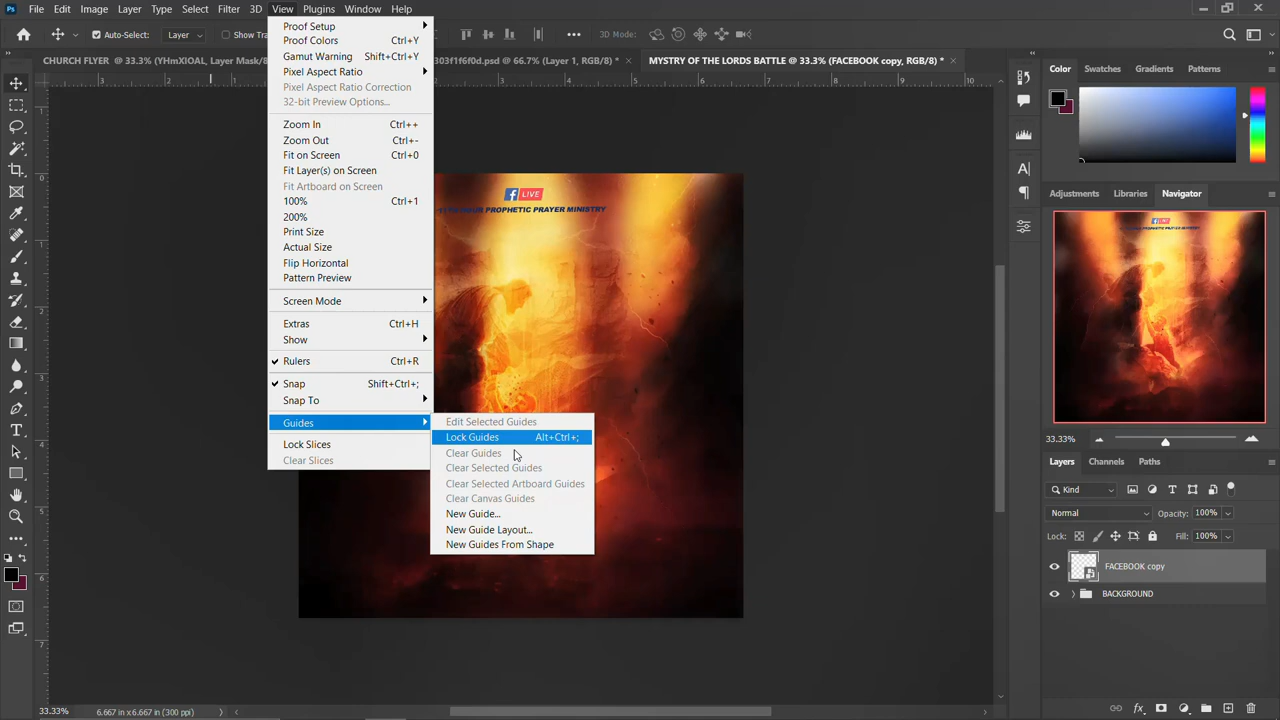 Ps File Edit Image Layer Type Select Filter 3D View Plugins Window Help
Auto-Select: Layer Show Tra 3D Mode:
CHURCH FLYER @ 33.3% (YHmXIOAL, Layer Mask/8 303f1f6f0d.psd @ 66.7% (Layer 1, RGB/8) * MYSTRY OF THE LORDS BATTLE @ 33.3% (FACEBOOK copy, RGB/8) *
Proof Setup
Proof Colors Ctrl+Y
Gamut Warning Shift+Ctrl+Y
Pixel Aspect Ratio
Pixel Aspect Ratio Correction
32-bit Preview Options...
Zoom In Ctrl++
Zoom Out Ctrl+-
Fit on Screen Ctrl+0
Fit Layer(s) on Screen
Fit Artboard on Screen
100% Ctrl+1
200%
Print Size
Actual Size
Flip Horizontal
Pattern Preview
Screen Mode
Extras Ctrl+H
Show
Rulers Ctrl+R
Snap Shift+Ctrl+;
Snap To
Guides
Lock Slices
Clear Slices
Edit Selected Guides
Lock Guides Alt+Ctrl+;
Clear Guides
Clear Selected Guides
Clear Selected Artboard Guides
Clear Canvas Guides
New Guide...
New Guide Layout...
New Guides From Shape
f LIVE
PROPHETIC PRAYER MINISTRY
Color Swatches Gradients Patterns
Adjustments Libraries Navigator
33.33%
Layers Channels Paths
Kind
Normal Opacity: 100%
Lock: Fill: 100%
FACEBOOK copy
BACKGROUND
33.33% 6.667 in x 6.667 in (300 ppi)